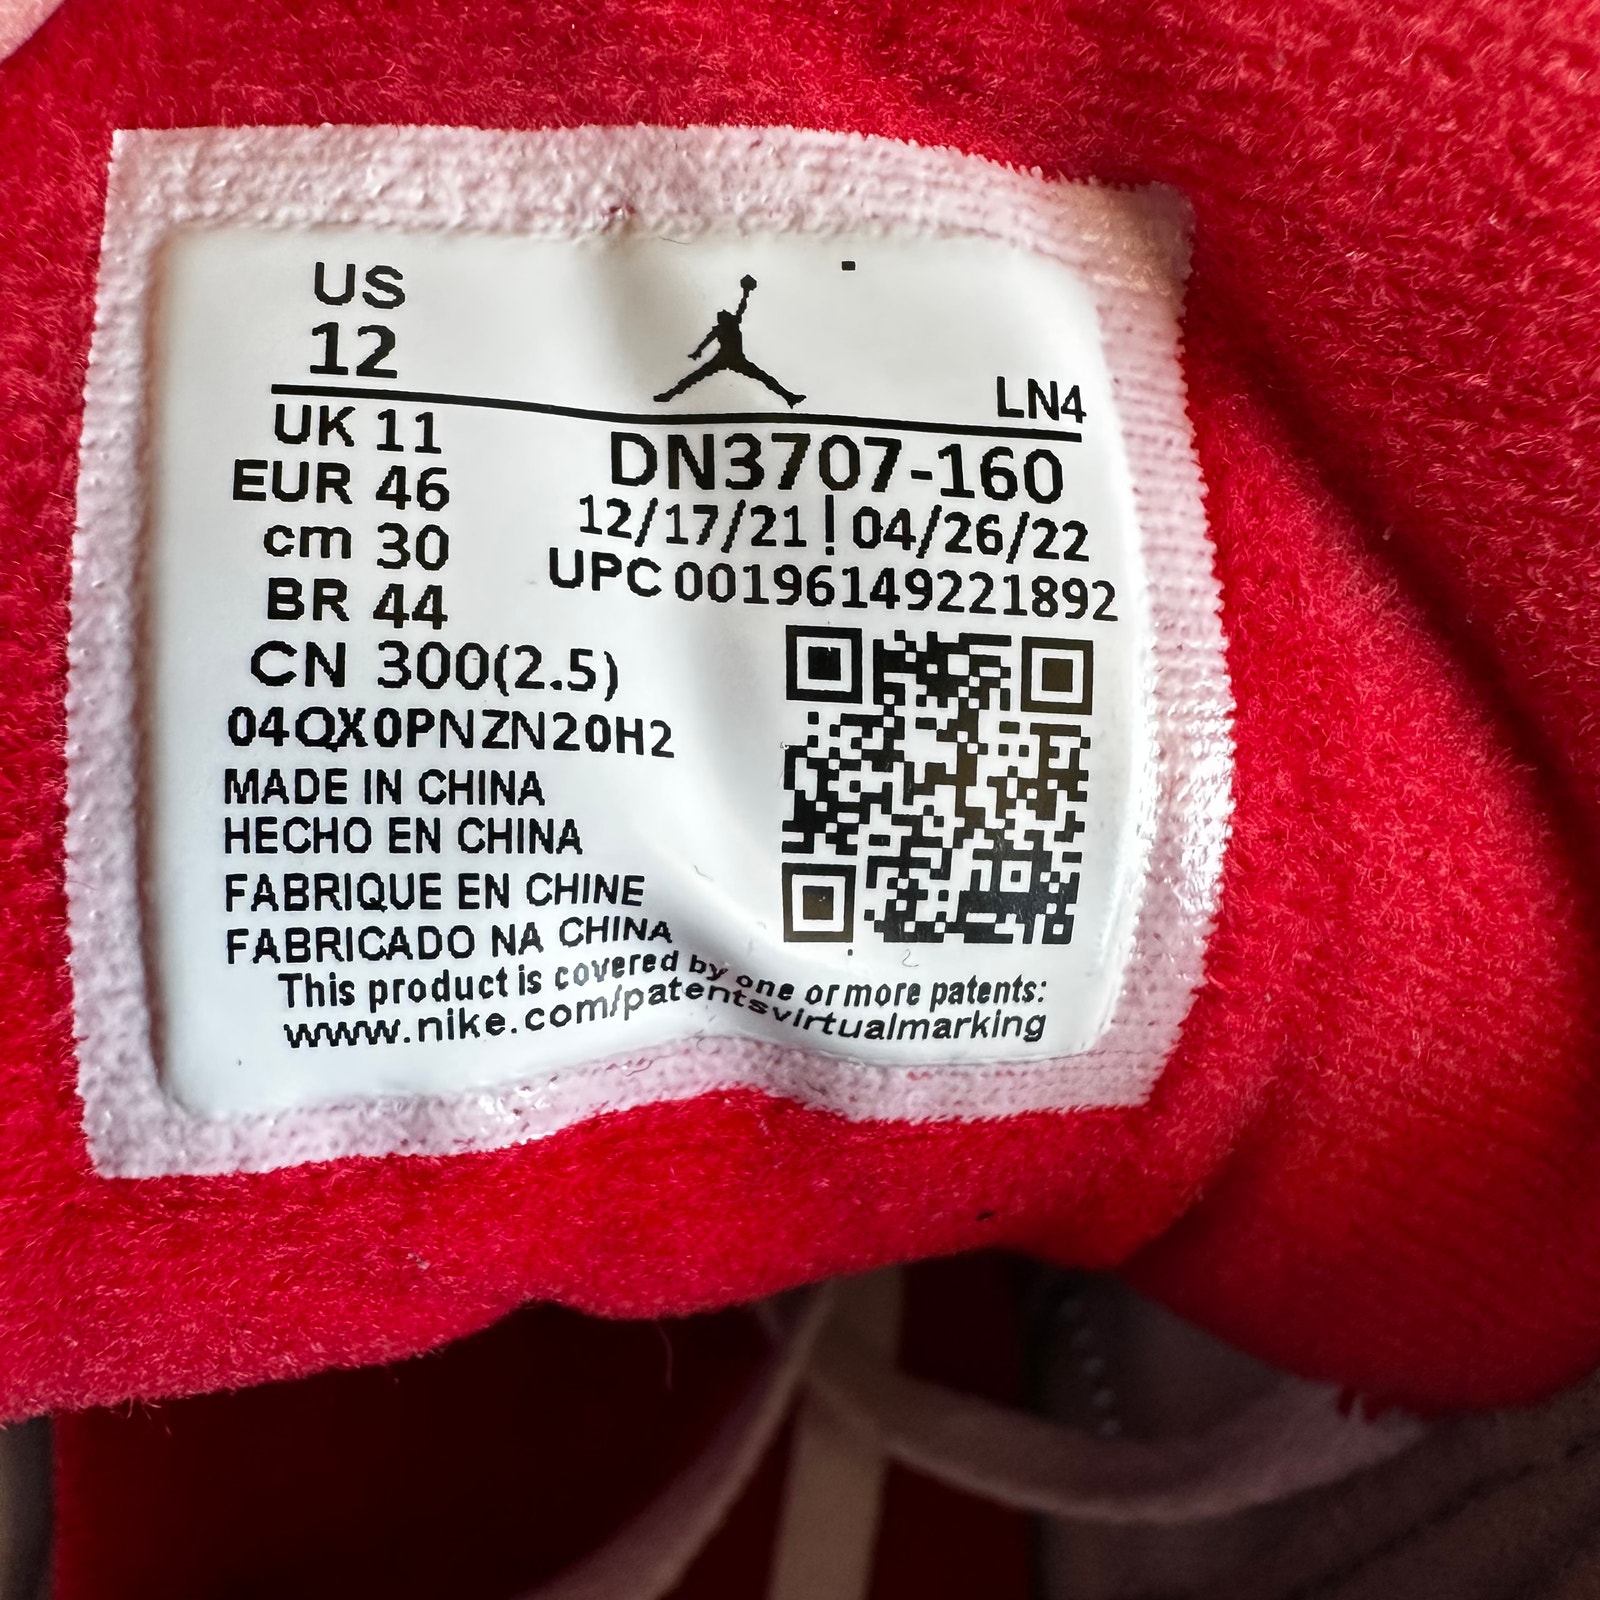 US
12
LN4
UK 11
EUR 46
cm 30
BR 44
CN 300(2.5)
DN3707-160
12/17/21 | 04/26/22
UPC 00196149221892
04QX0PNZN20H2
MADE IN CHINA
HECHO EN CHINA
FABRIQUE EN CHINE
FABRICADO NA CHINA
This product is covered by one or more patents:
www.nike.com/patentsvirtualmarking